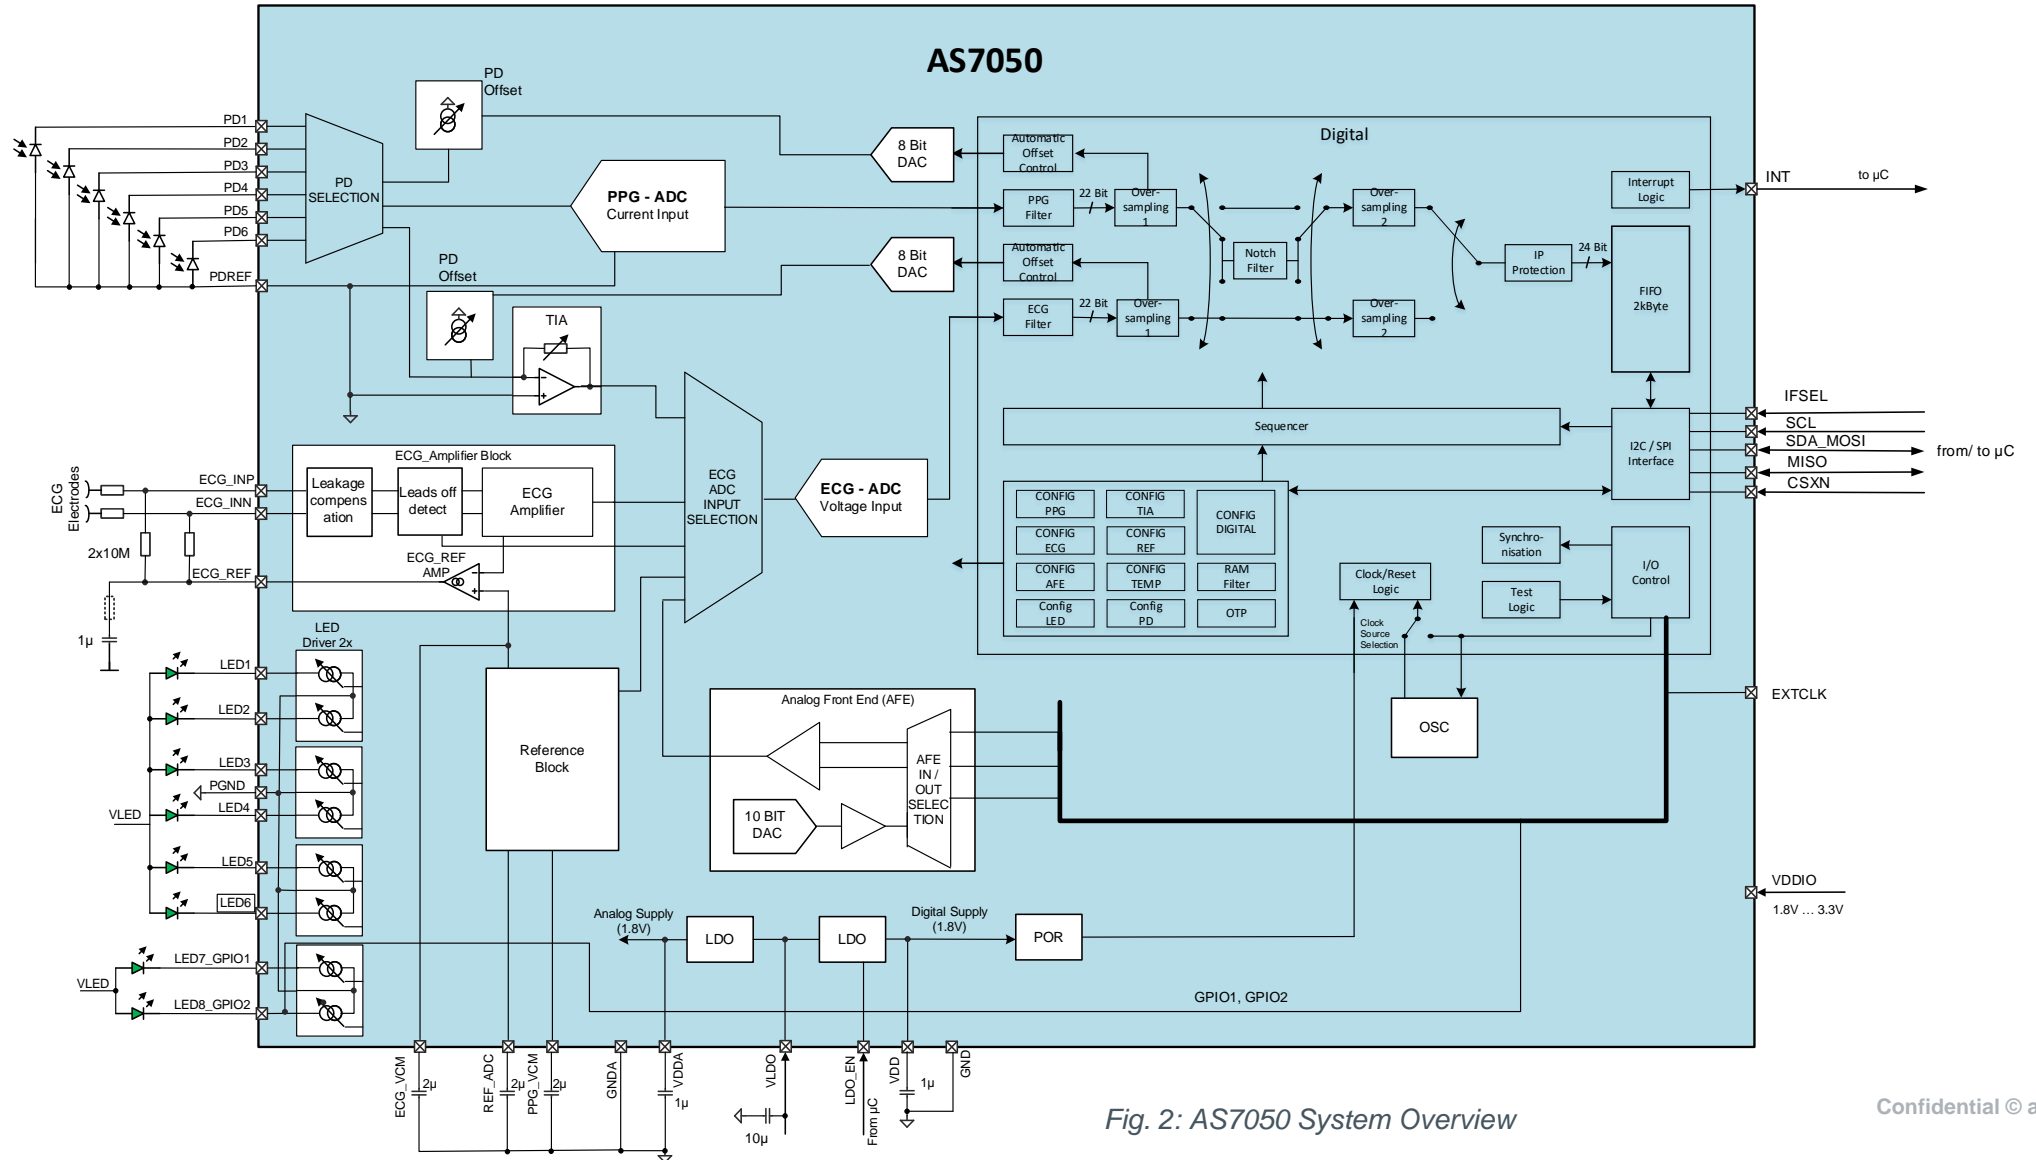 AS7050
PD
Offset
PD1
PD2
PD3
PD4
PD5
PD6
PDREF
PD
SELECTION
PPG - ADC
Current Input
8 Bit
DAC
8 Bit
DAC
PD
Offset
TIA
Digital
Automatic
Offset
Control
PPG
Filter
22 Bit
Over-
sampling
1
Automatic
Offset
Control
ECG
Filter
22 Bit
Over-
sampling
1
Notch
Filter
Over-
sampling
2
Over-
sampling
2
IP
Protection
24 Bit
Interrupt
Logic
FIFO
2kByte
INT
to µC
Sequencer
I2C / SPI
Interface
IFSEL
SCL
SDA_MOSI
MISO
CSXN
from/ to µC
ECG
Electrodes
ECG_INP
ECG_INN
2x10M
ECG_REF
1µ
ECG_Amplifier Block
Leakage
compens
ation
Leads off
detect
ECG
Amplifier
ECG_REF
AMP
ECG
ADC
INPUT
SELECTION
ECG - ADC
Voltage Input
CONFIG
PPG
CONFIG
TIA
CONFIG
DIGITAL
CONFIG
ECG
CONFIG
REF
CONFIG
AFE
CONFIG
TEMP
RAM
Filter
Config
LED
Config
PD
OTP
Synchro-
nisation
Test
Logic
I/O
Control
Clock/Reset
Logic
Clock
Source
Selection
OSC
EXTCLK
LED
Driver 2x
LED1
LED2
LED3
PGND
LED4
VLED
LED5
LED6
LED7_GPIO1
VLED
LED8_GPIO2
Reference
Block
Analog Front End (AFE)
10 BIT
DAC
AFE
IN /
OUT
SELEC
TION
VDDIO
1.8V … 3.3V
Analog Supply
(1.8V)
LDO
LDO
Digital Supply
(1.8V)
POR
GPIO1, GPIO2
ECG_VCM
2µ
REF_ADC
2µ
PPG_VCM
2µ
GNDA
VDDA
1µ
VLDO
10µ
LDO_EN
From µC
VDD
1µ
GND
Fig. 2: AS7050 System Overview
Confidential © a